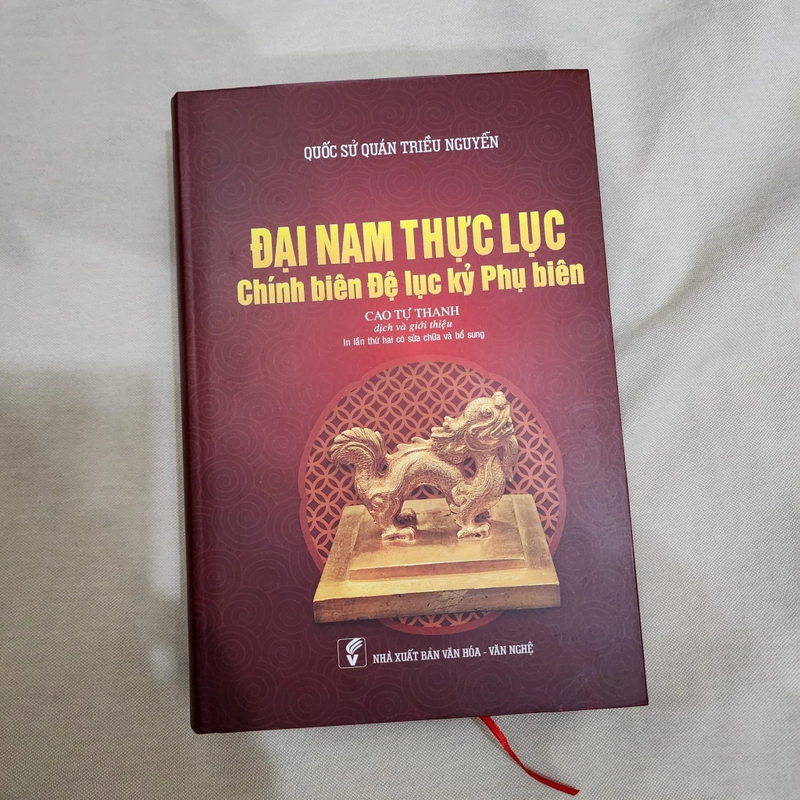 QUỐC SỬ QUÁN TRIỀU NGUYỄN
ĐẠI NAM THỰC LỤC
Chính biên Đệ lục kỷ Phụ biên
CAO TỰ THANH
dịch và giới thiệu
In lần thứ hai có sửa chữa và bổ sung
NHÀ XUẤT BẢN VĂN HÓA - VĂN NGHỆ